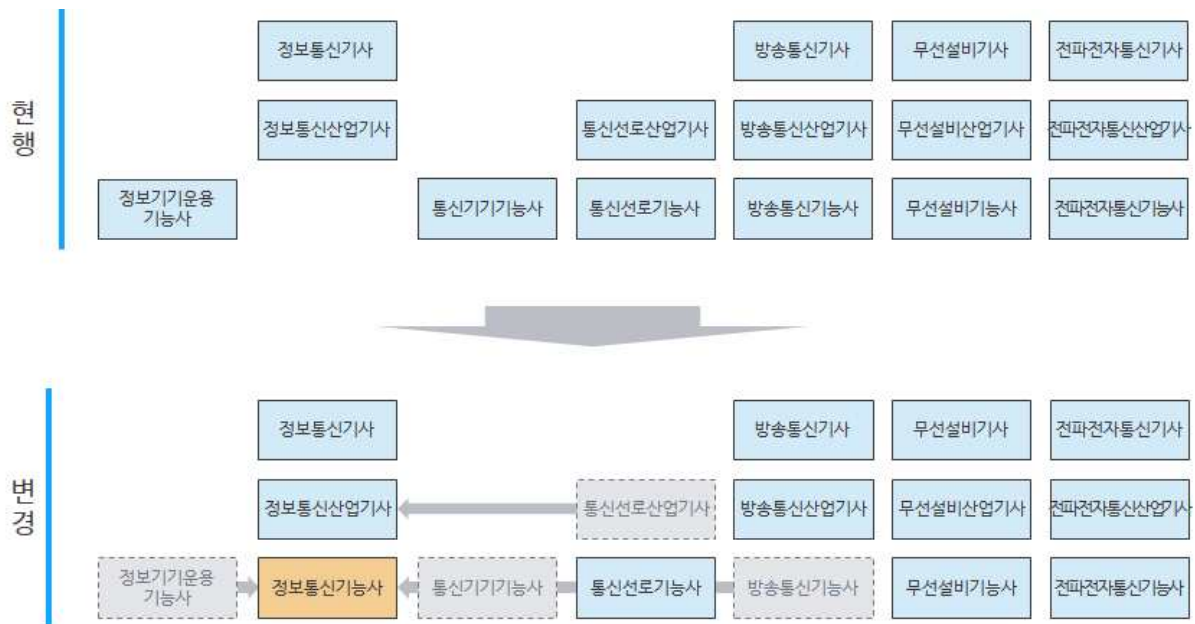 현행
정보통신기사
방송통신기사
무선설비기사
전파전자통신기사
정보통신산업기사
통신선로산업기사
방송통신산업기사
무선설비산업기사
전파전자통신산업기사
정보기기운용
기능사
통신기기기능사
통신선로기능사
방송통신기능사
무선설비기능사
전파전자통신기능사
변경
정보통신기사
방송통신기사
무선설비기사
전파전자통신기사
정보통신산업기사
통신선로산업기사
방송통신산업기사
무선설비산업기사
전파전자통신산업기사
정보기기운용
기능사
정보통신기능사
통신기기기능사
통신선로기능사
방송통신기능사
무선설비기능사
전파전자통신기능사